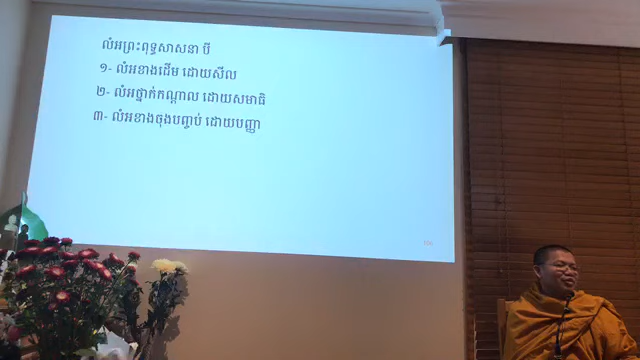 លំអព្រះពុទ្ធសាសនា បី
១- លំអខាងដើម ដោយសីល
២- លំអថ្នាក់កណ្តាល ដោយសមាធិ
៣- លំអខាងចុងបញ្ចប់ ដោយបញ្ញា
106